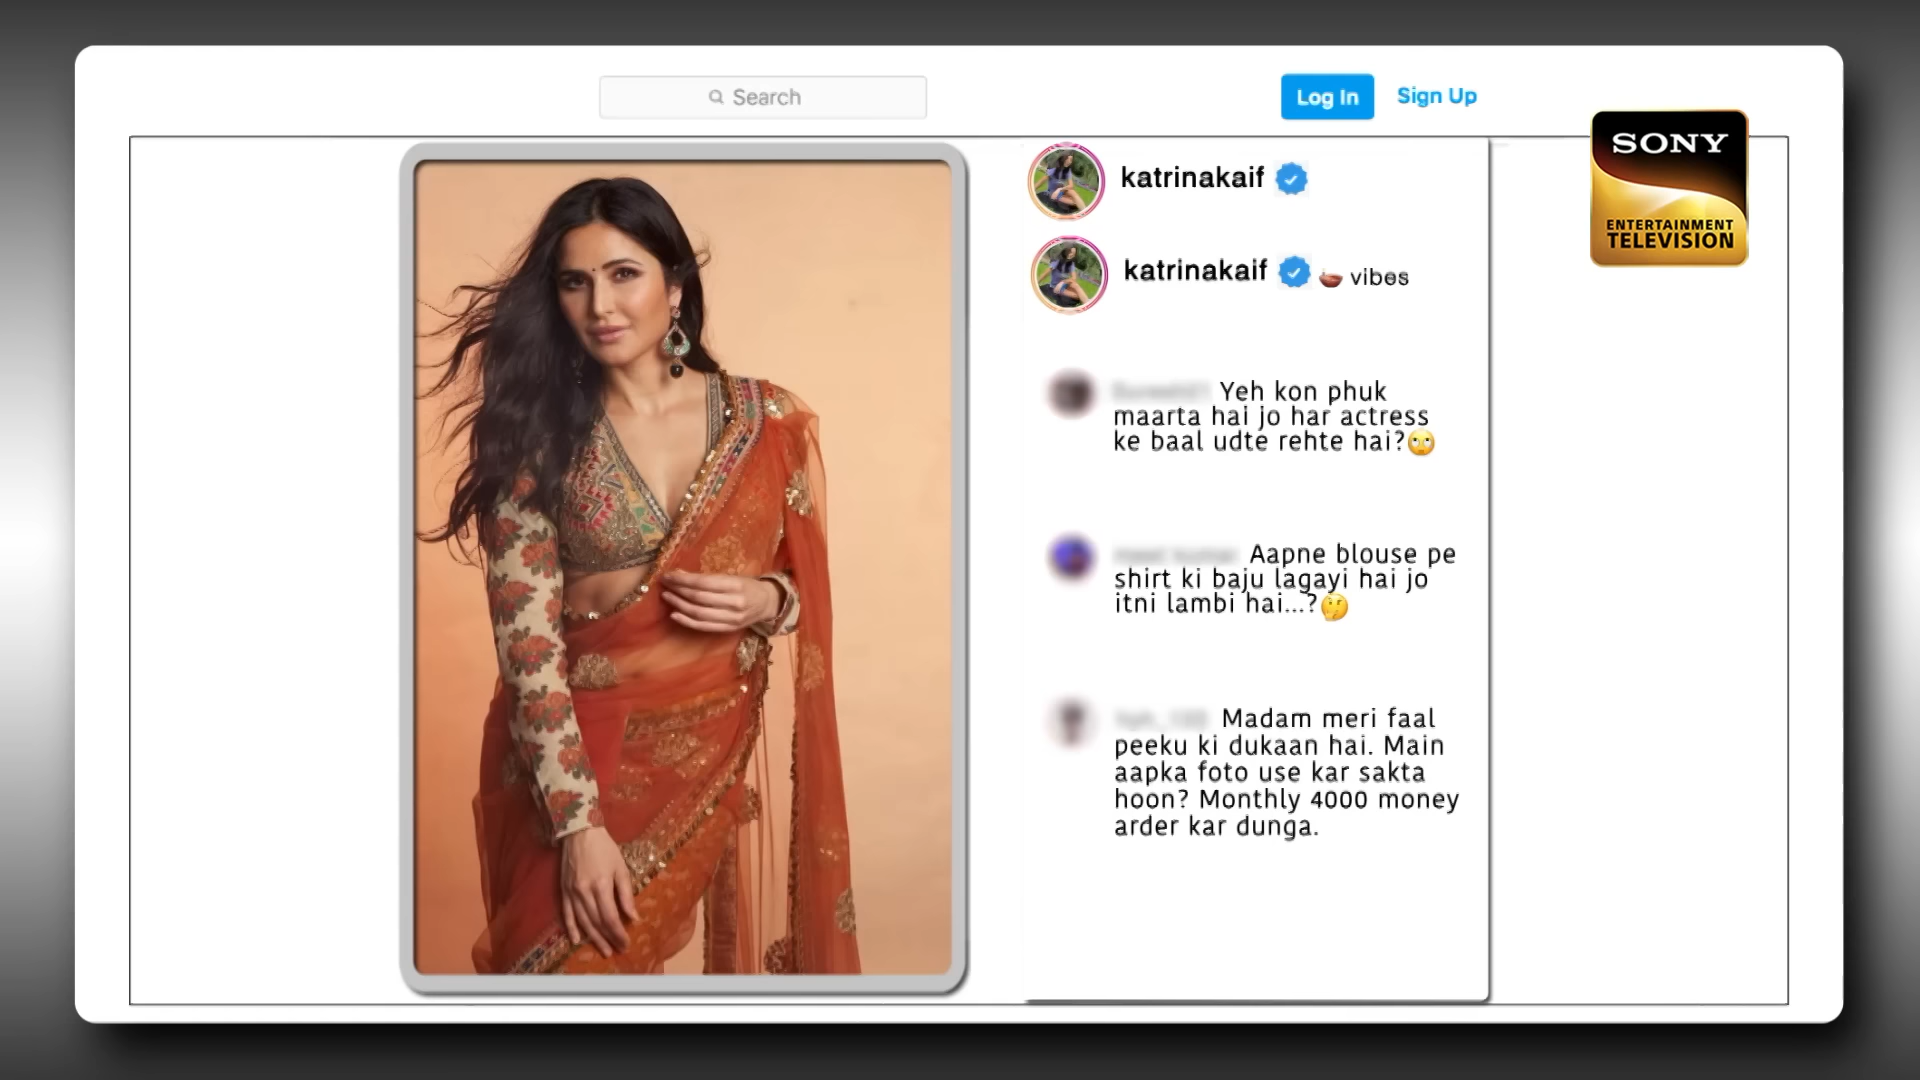 Search
Log In
Sign Up
SONY
ENTERTAINMENT
TELEVISION
katrinakaif
katrinakaif vibes
Yeh kon phuk
maarta hai jo har actress
ke baal udte rehte hai?🙄
Aapne blouse pe
shirt ki baju lagayi hai jo
itni lambi hai...?🤔
Madam meri faal
peeku ki dukaan hai. Main
aapka foto use kar sakta
hoon? Monthly 4000 money
arder kar dunga.